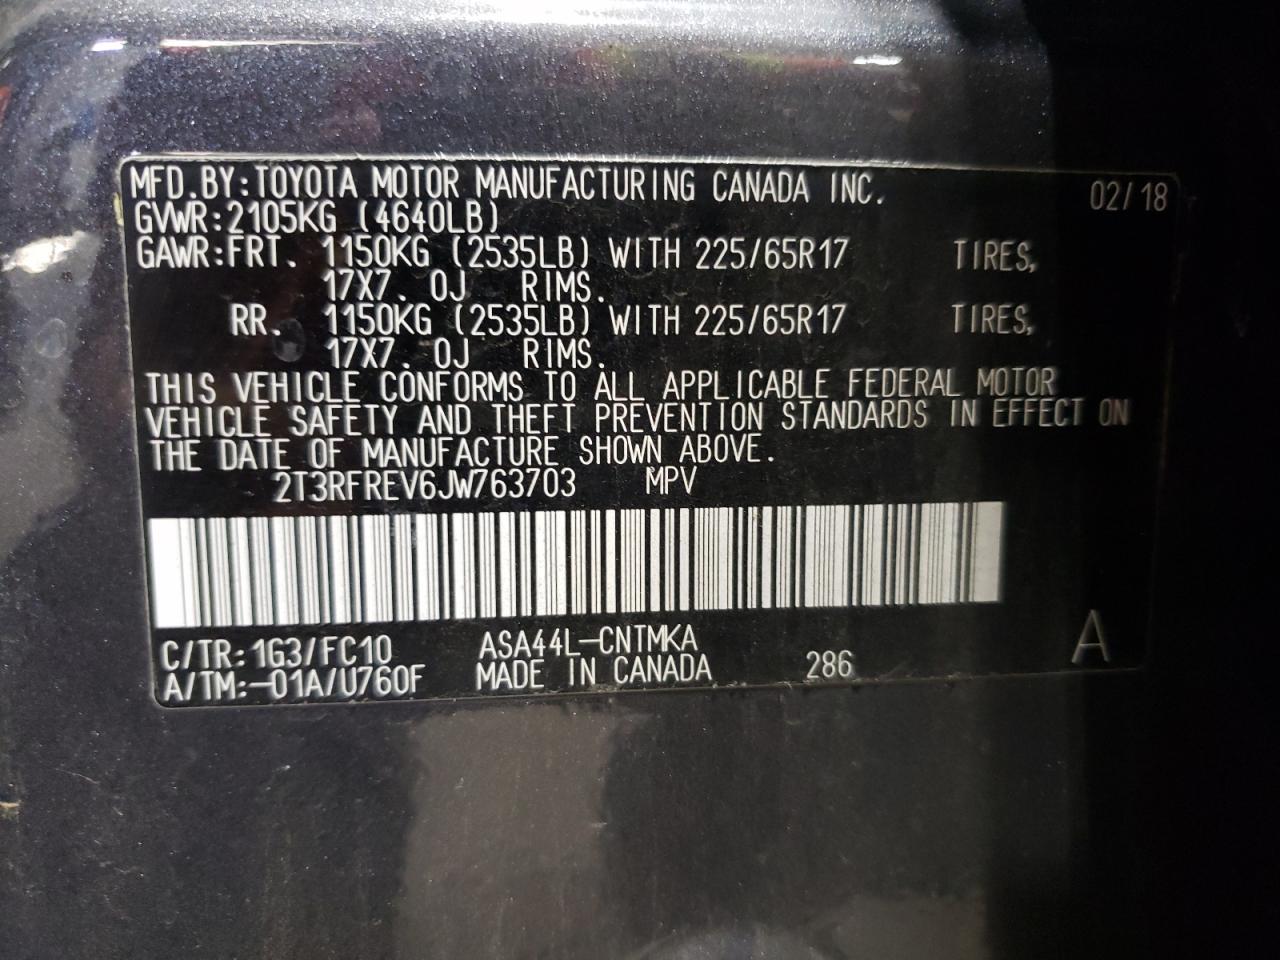 MFD.BY:TOYOTA MOTOR MANUFACTURING CANADA INC. 02/18
GVWR:2105KG (4640LB)
GAWR:FRT. 1150KG (2535LB) WITH 225/65R17 TIRES,
17X7. 0J RIMS.
RR. 1150KG (2535LB) WITH 225/65R17 TIRES,
17X7. 0J RIMS.
THIS VEHICLE CONFORMS TO ALL APPLICABLE FEDERAL MOTOR
VEHICLE SAFETY AND THEFT PREVENTION STANDARDS IN EFFECT ON
THE DATE OF MANUFACTURE SHOWN ABOVE.
2T3RFREV6JW763703 MPV
C/TR:1G3/FC10 ASA44L-CNTMKA
A/TM:-01A/U760F MADE IN CANADA 286 A